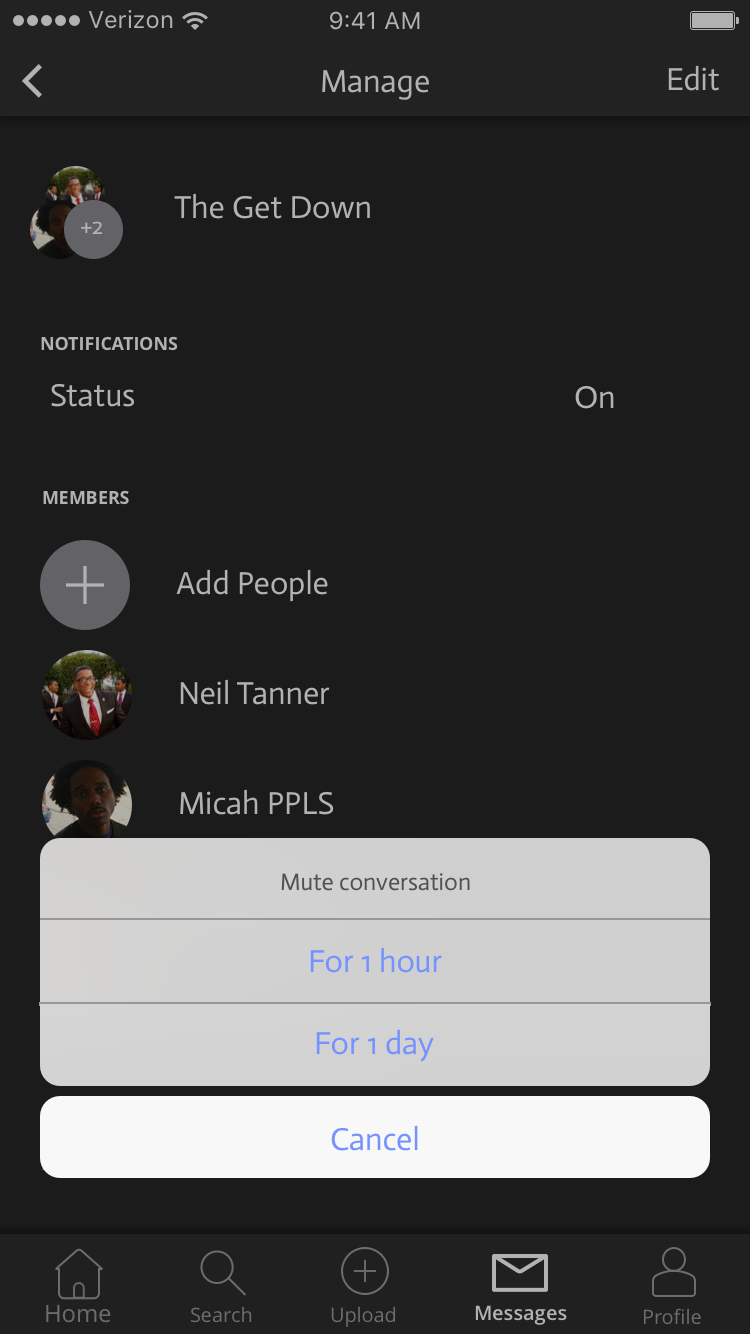 Verizon 9:41 AM
Manage Edit
+2
The Get Down
NOTIFICATIONS
Status On
MEMBERS
Add People
Neil Tanner
Micah PPLS
Mute conversation
For 1 hour
For 1 day
Cancel
Home Search Upload Messages Profile